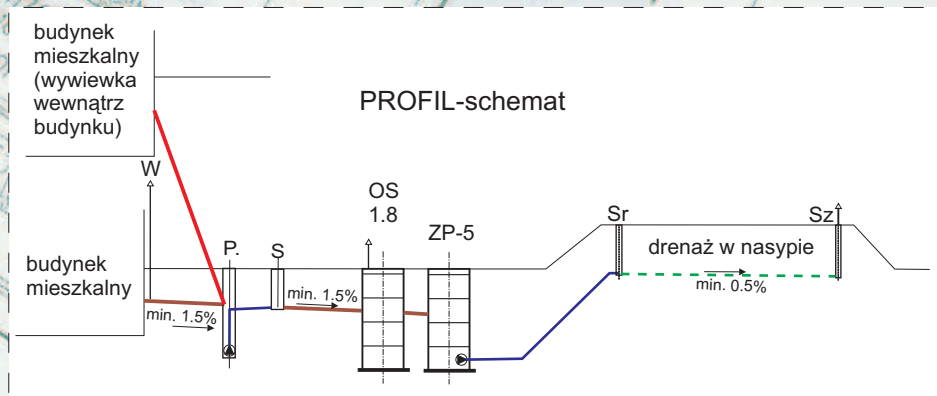 budynek
mieszkalny
(wywiewka
wewnątrz
budynku)
PROFIL-schemat
W
OS
1.8
ZP-5
P.
S
Sr
Sz
drenaż w nasypie
budynek
mieszkalny
min. 1.5%
min. 1.5%
min. 0.5%